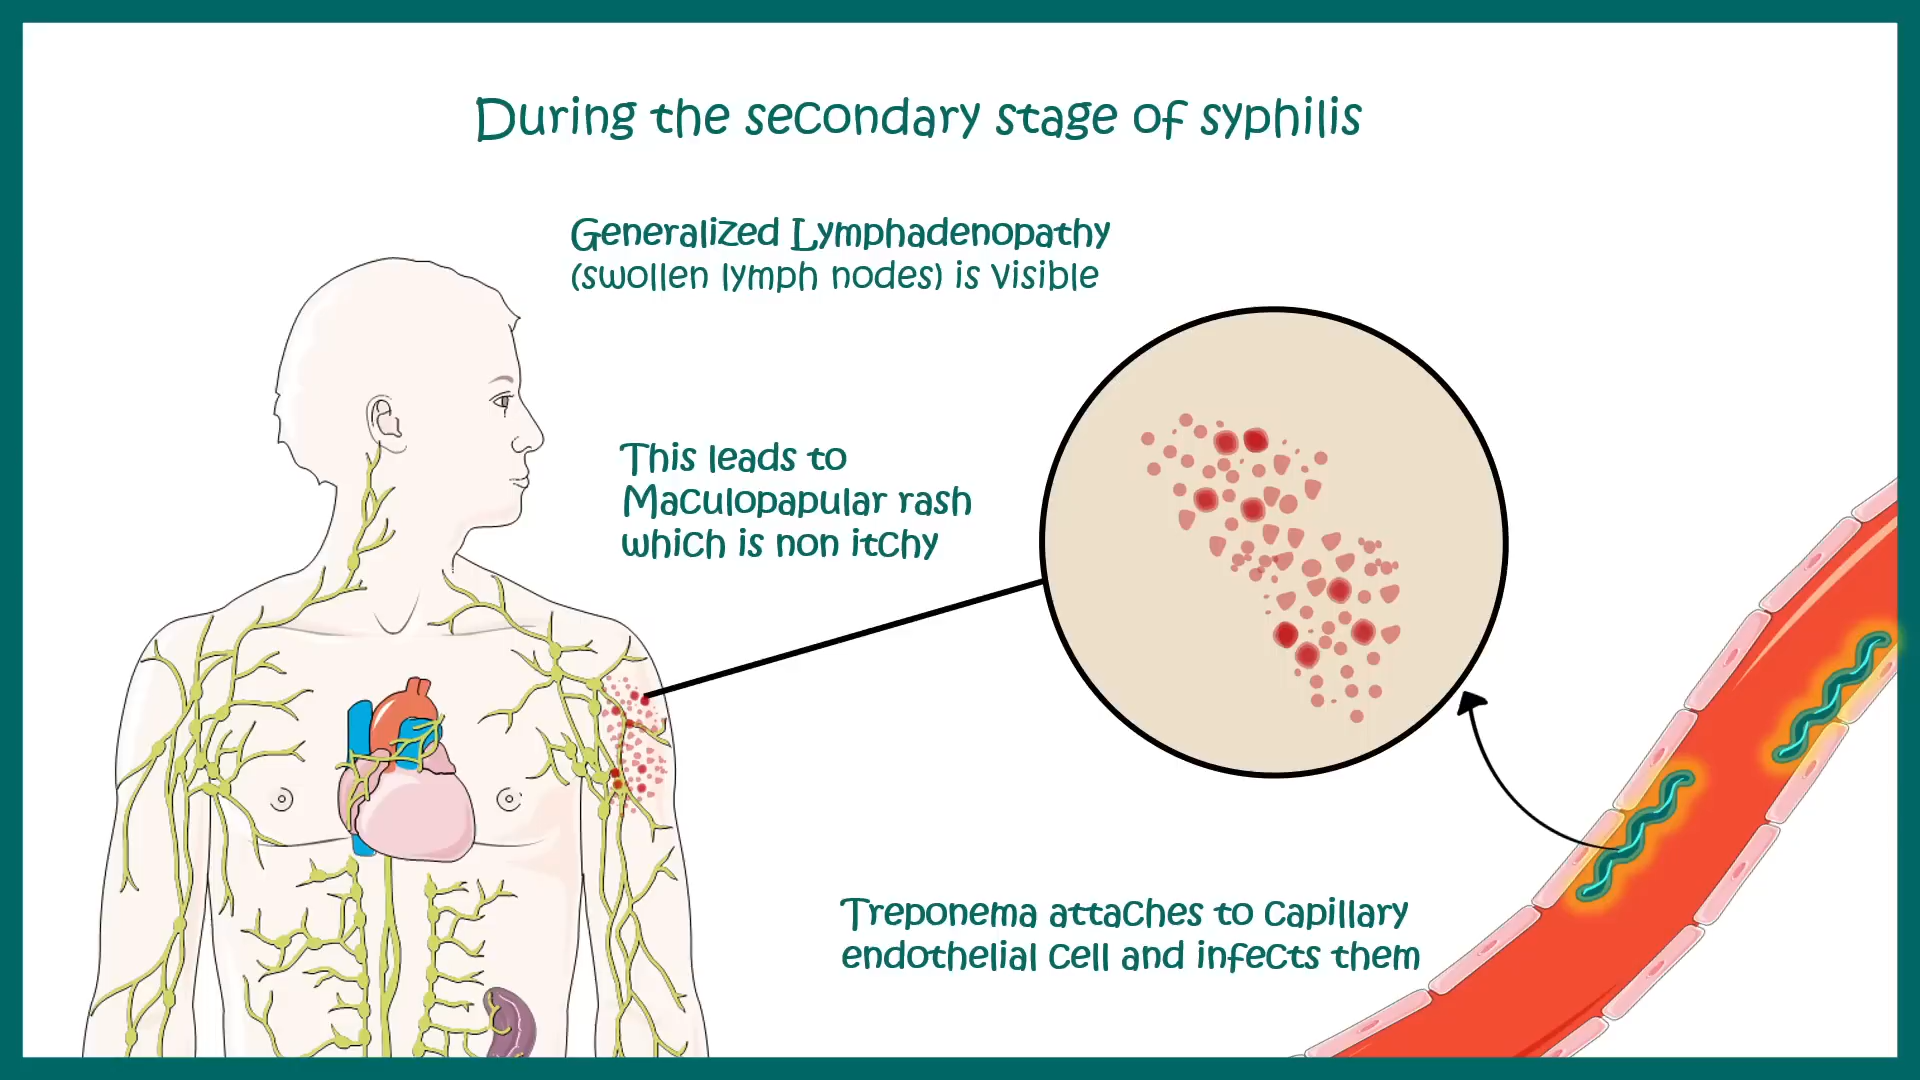 During the secondary stage of syphilis
Generalized Lymphadenopathy
(swollen lymph nodes) is visible
This leads to
Maculopapular rash
which is non itchy
Treponema attaches to capillary
endothelial cell and infects them